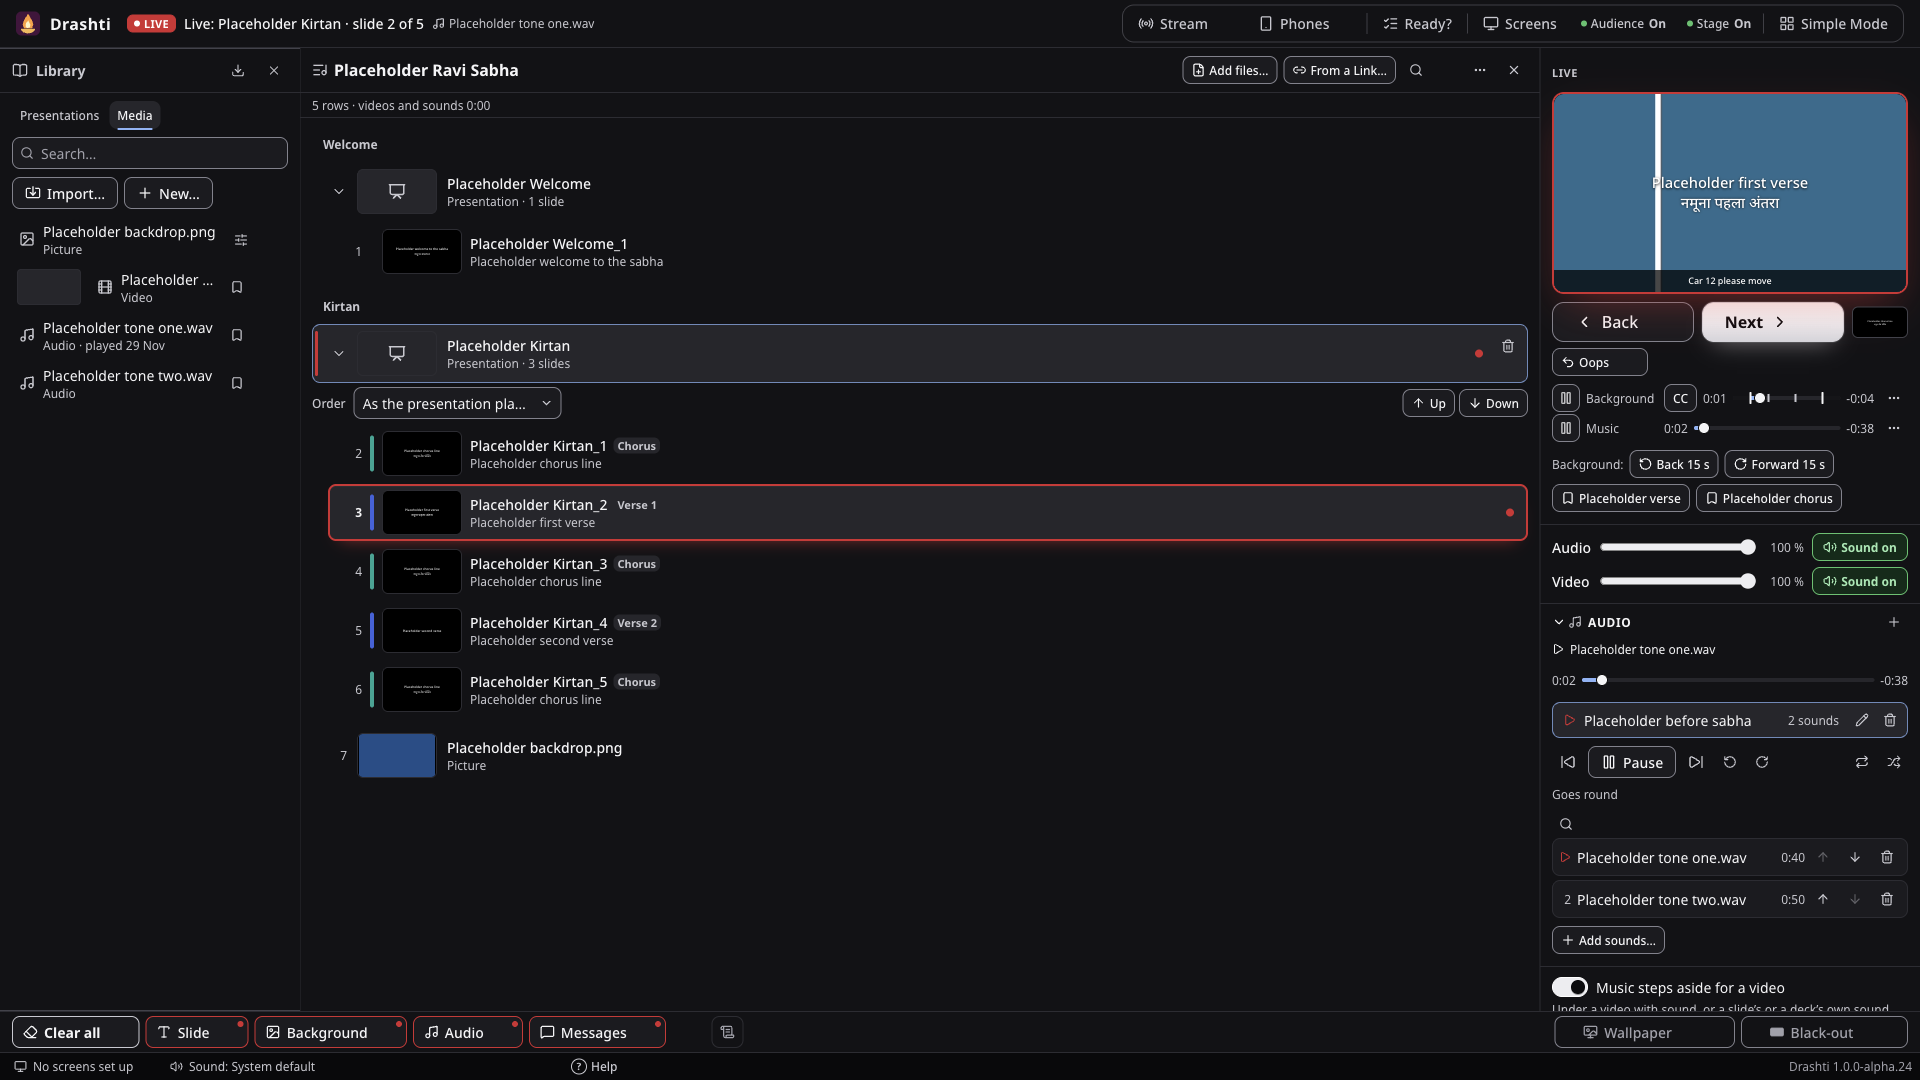 Drashti
LIVE
Live: Placeholder Kirtan · slide 2 of 5
Placeholder tone one.wav
Stream
Phones
Ready?
Screens
Audience On
Stage On
Simple Mode
Library
Presentations
Media
Search...
Import...
New...
Placeholder backdrop.png
Picture
Placeholder ...
Video
Placeholder tone one.wav
Audio · played 29 Nov
Placeholder tone two.wav
Audio
Placeholder Ravi Sabha
Add files...
From a Link...
5 rows · videos and sounds 0:00
Welcome
Placeholder Welcome
Presentation · 1 slide
1
Placeholder Welcome_1
Placeholder welcome to the sabha
Kirtan
Placeholder Kirtan
Presentation · 3 slides
Order
As the presentation pla...
Up
Down
2
Placeholder Kirtan_1 Chorus
Placeholder chorus line
3
Placeholder Kirtan_2 Verse 1
Placeholder first verse
4
Placeholder Kirtan_3 Chorus
Placeholder chorus line
5
Placeholder Kirtan_4 Verse 2
Placeholder second verse
6
Placeholder Kirtan_5 Chorus
Placeholder chorus line
7
Placeholder backdrop.png
Picture
LIVE
Placeholder first verse
नमूना पहला अंतरा
Car 12 please move
Back
Next
Oops
Background CC 0:01 -0:04
Music 0:02 -0:38
Background: Back 15 s Forward 15 s
Placeholder verse
Placeholder chorus
Audio 100 % Sound on
Video 100 % Sound on
AUDIO
Placeholder tone one.wav
0:02 -0:38
Placeholder before sabha 2 sounds
Pause
Goes round
Placeholder tone one.wav 0:40
2 Placeholder tone two.wav 0:50
Add sounds...
Music steps aside for a video
Under a video with sound, or a slide's or a deck's own sound
Clear all
Slide
Background
Audio
Messages
Wallpaper
Black-out
No screens set up
Sound: System default
Help
Drashti 1.0.0-alpha.24